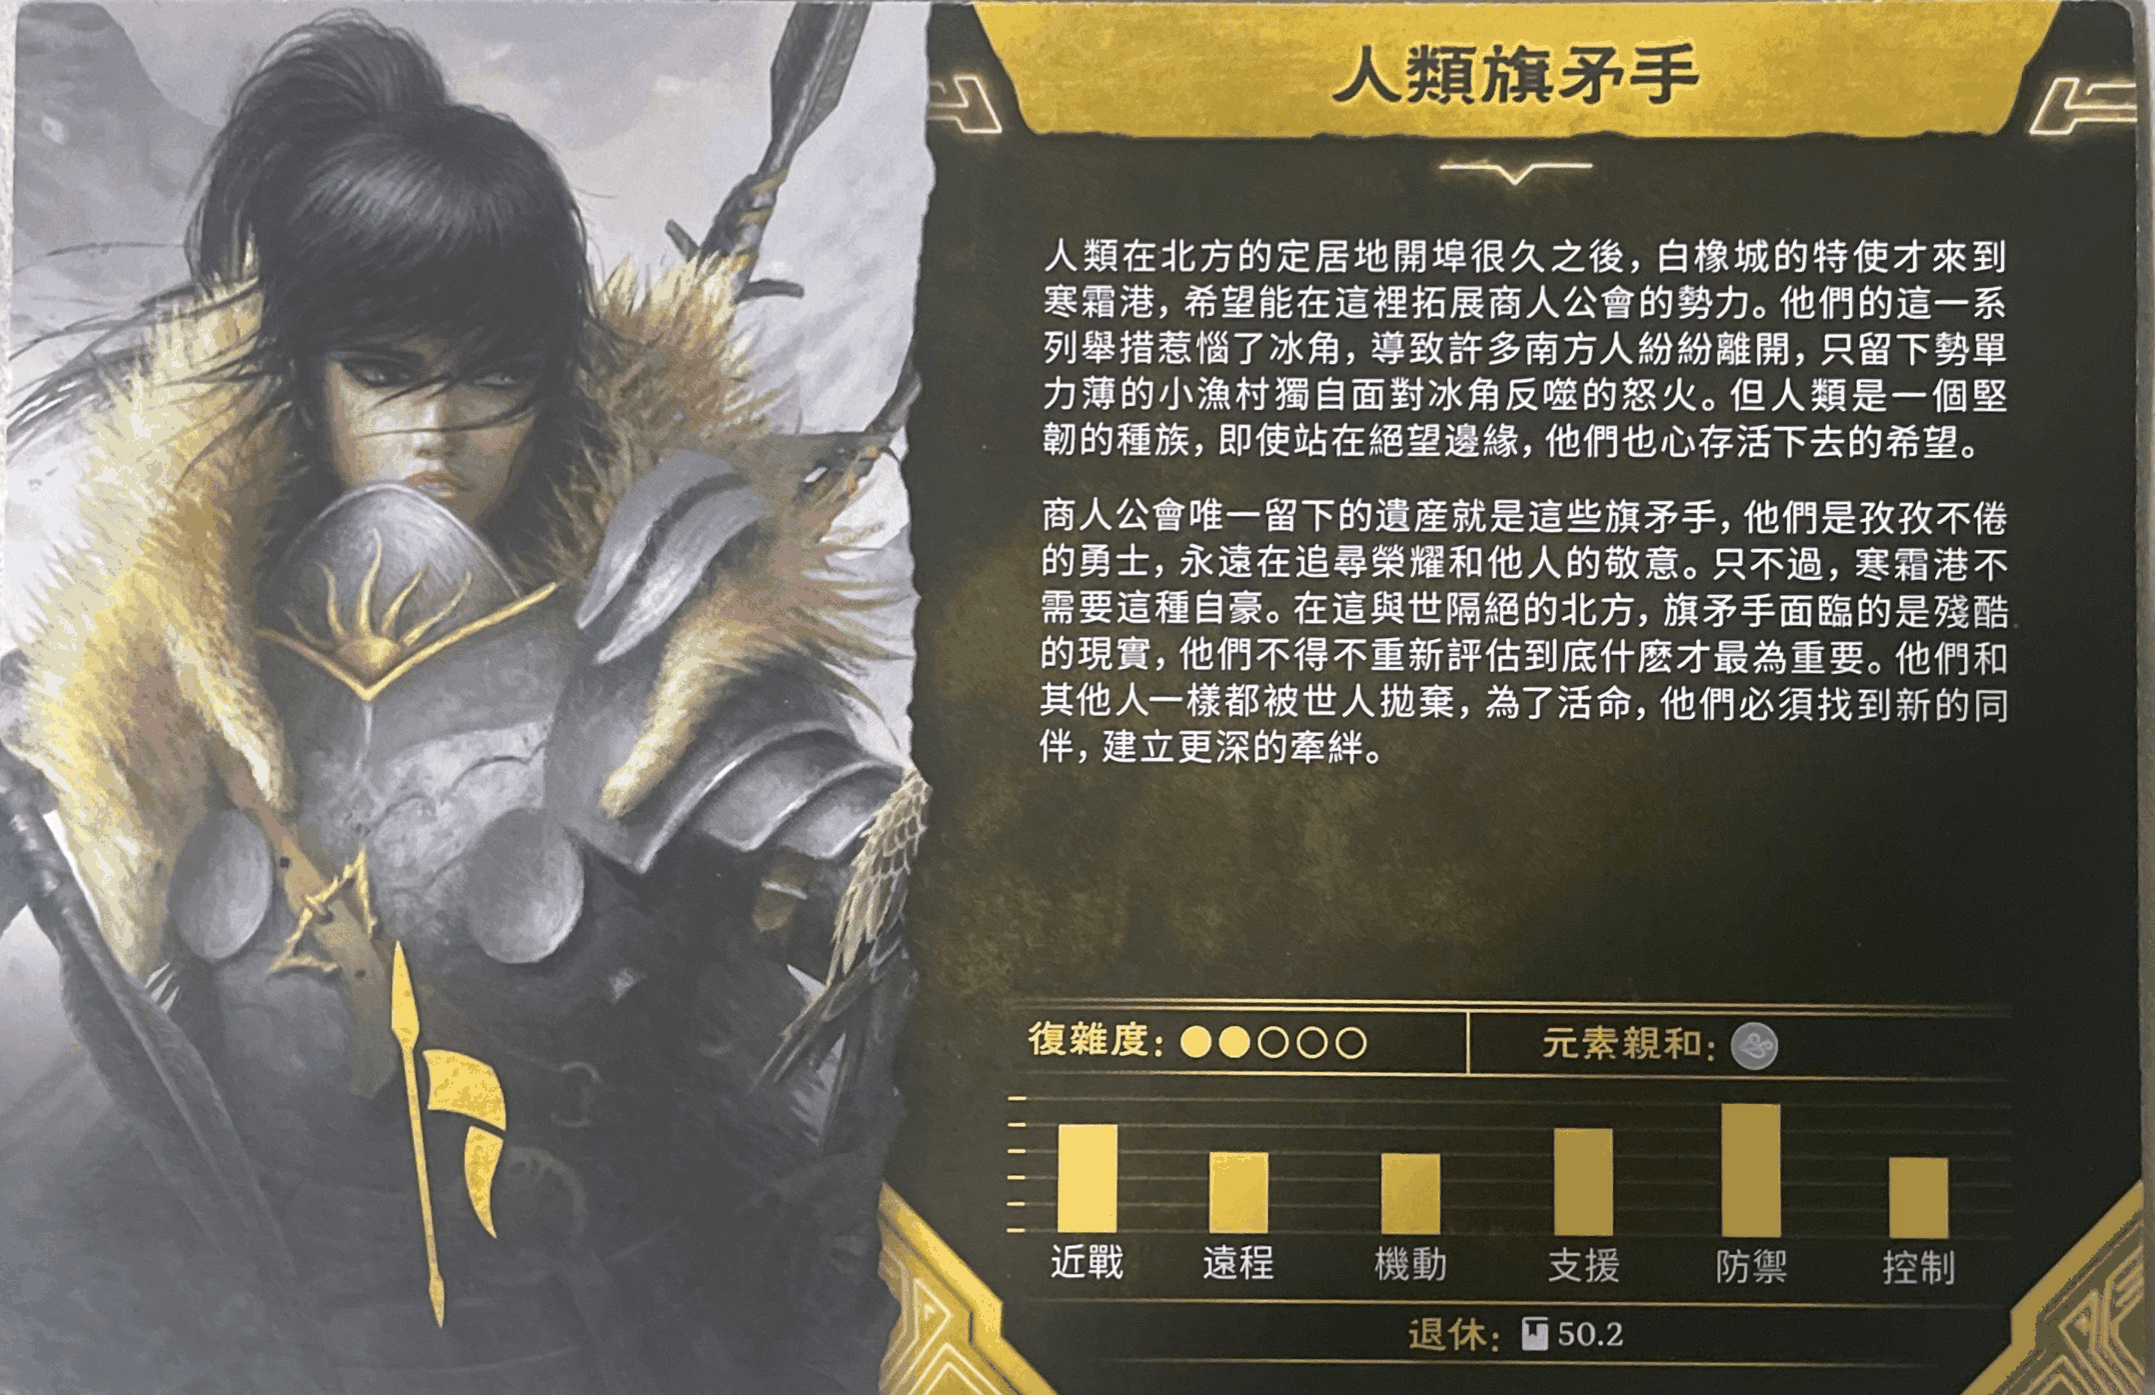 人類旗矛手
人類在北方的定居地開埠很久之後，白橡城的特使才來到
寒霜港，希望能在這裡拓展商人公會的勢力。他們的這一系
列舉措惹惱了冰角，導致許多南方人紛紛離開，只留下勢單
力薄的小漁村獨自面對冰角反噬的怒火。但人類是一個堅
韌的種族，即使站在絕望邊緣，他們也心存活下去的希望。
商人公會唯一留下的遺産就是這些旗矛手，他們是孜孜不倦
的勇士，永遠在追尋榮耀和他人的敬意。只不過，寒霜港不
需要這種自豪。在這與世隔絕的北方，旗矛手面臨的是殘酷
的現實，他們不得不重新評估到底什麽才最為重要。他們和
其他人一樣都被世人拋棄，為了活命，他們必須找到新的同
伴，建立更深的牽絆。
復雜度：
元素親和：
近戰 遠程 機動 支援 防禦 控制
退休： 50.2